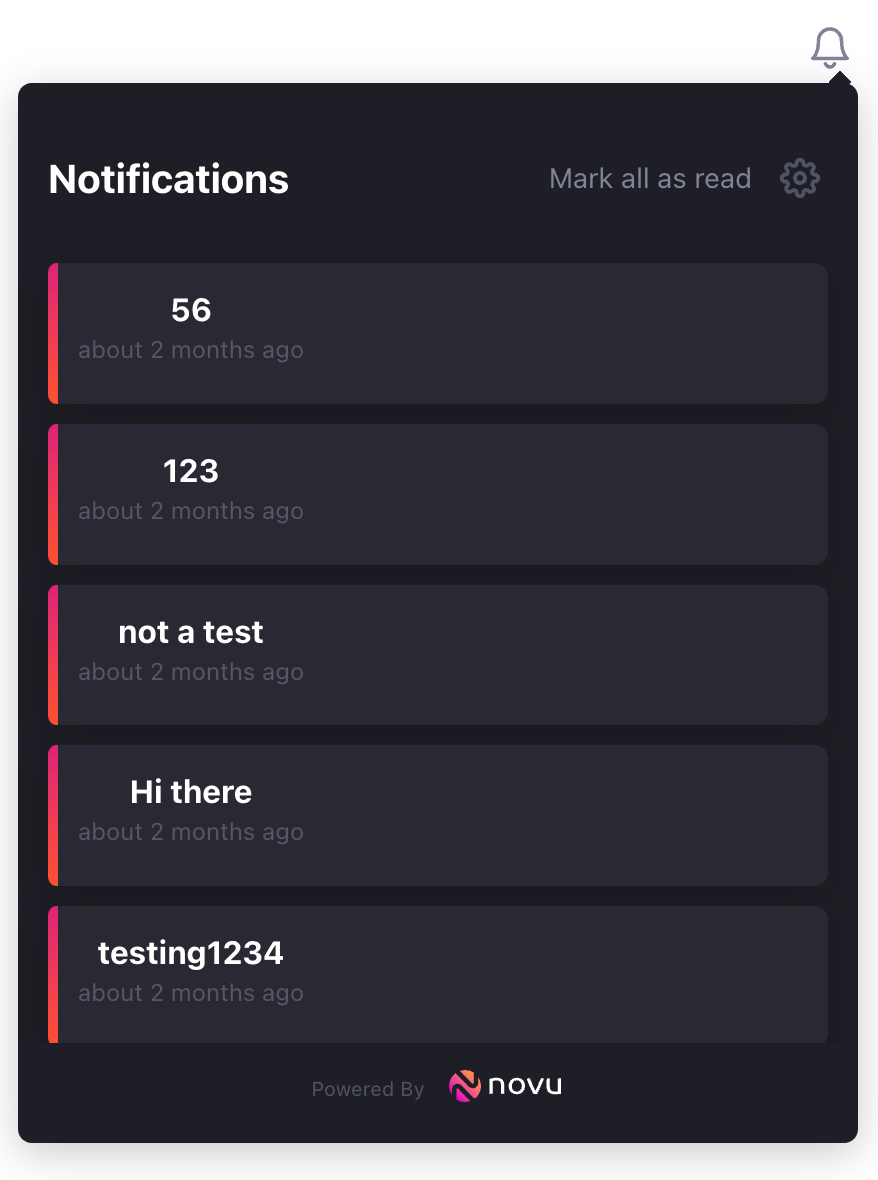 Notifications
Mark all as read
56
about 2 months ago
123
about 2 months ago
not a test
about 2 months ago
Hi there
about 2 months ago
testing1234
about 2 months ago
Powered By novu